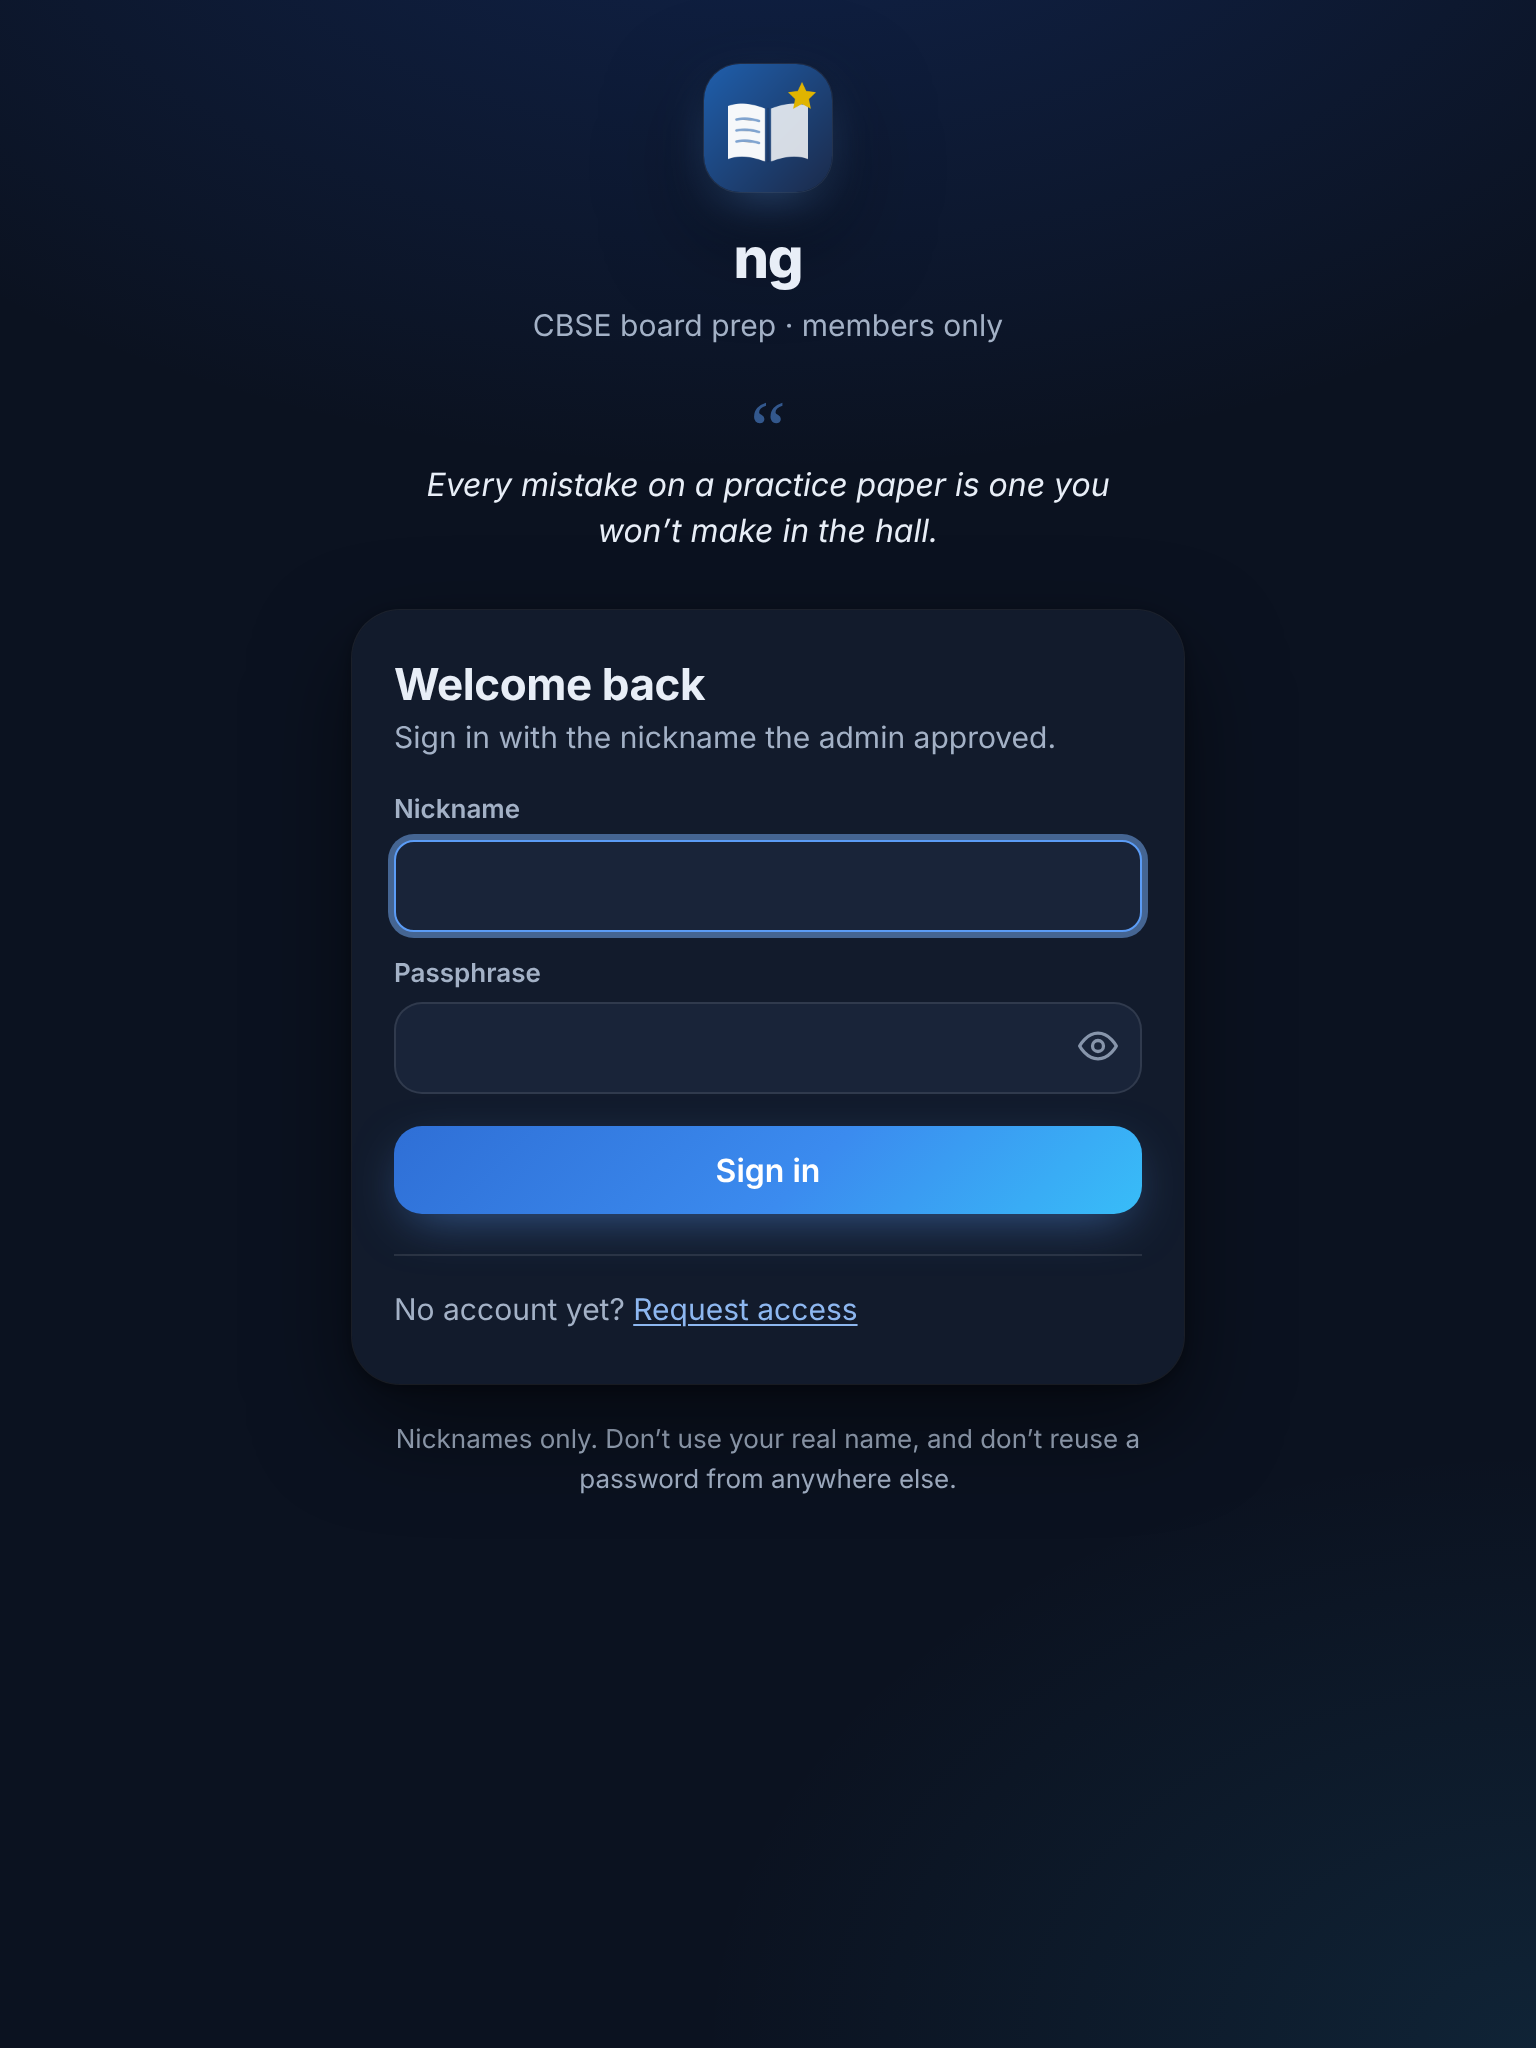 ng
CBSE board prep · members only
“
Every mistake on a practice paper is one you
won’t make in the hall.
Welcome back
Sign in with the nickname the admin approved.
Nickname
Passphrase
Sign in
No account yet? Request access
Nicknames only. Don’t use your real name, and don’t reuse a
password from anywhere else.